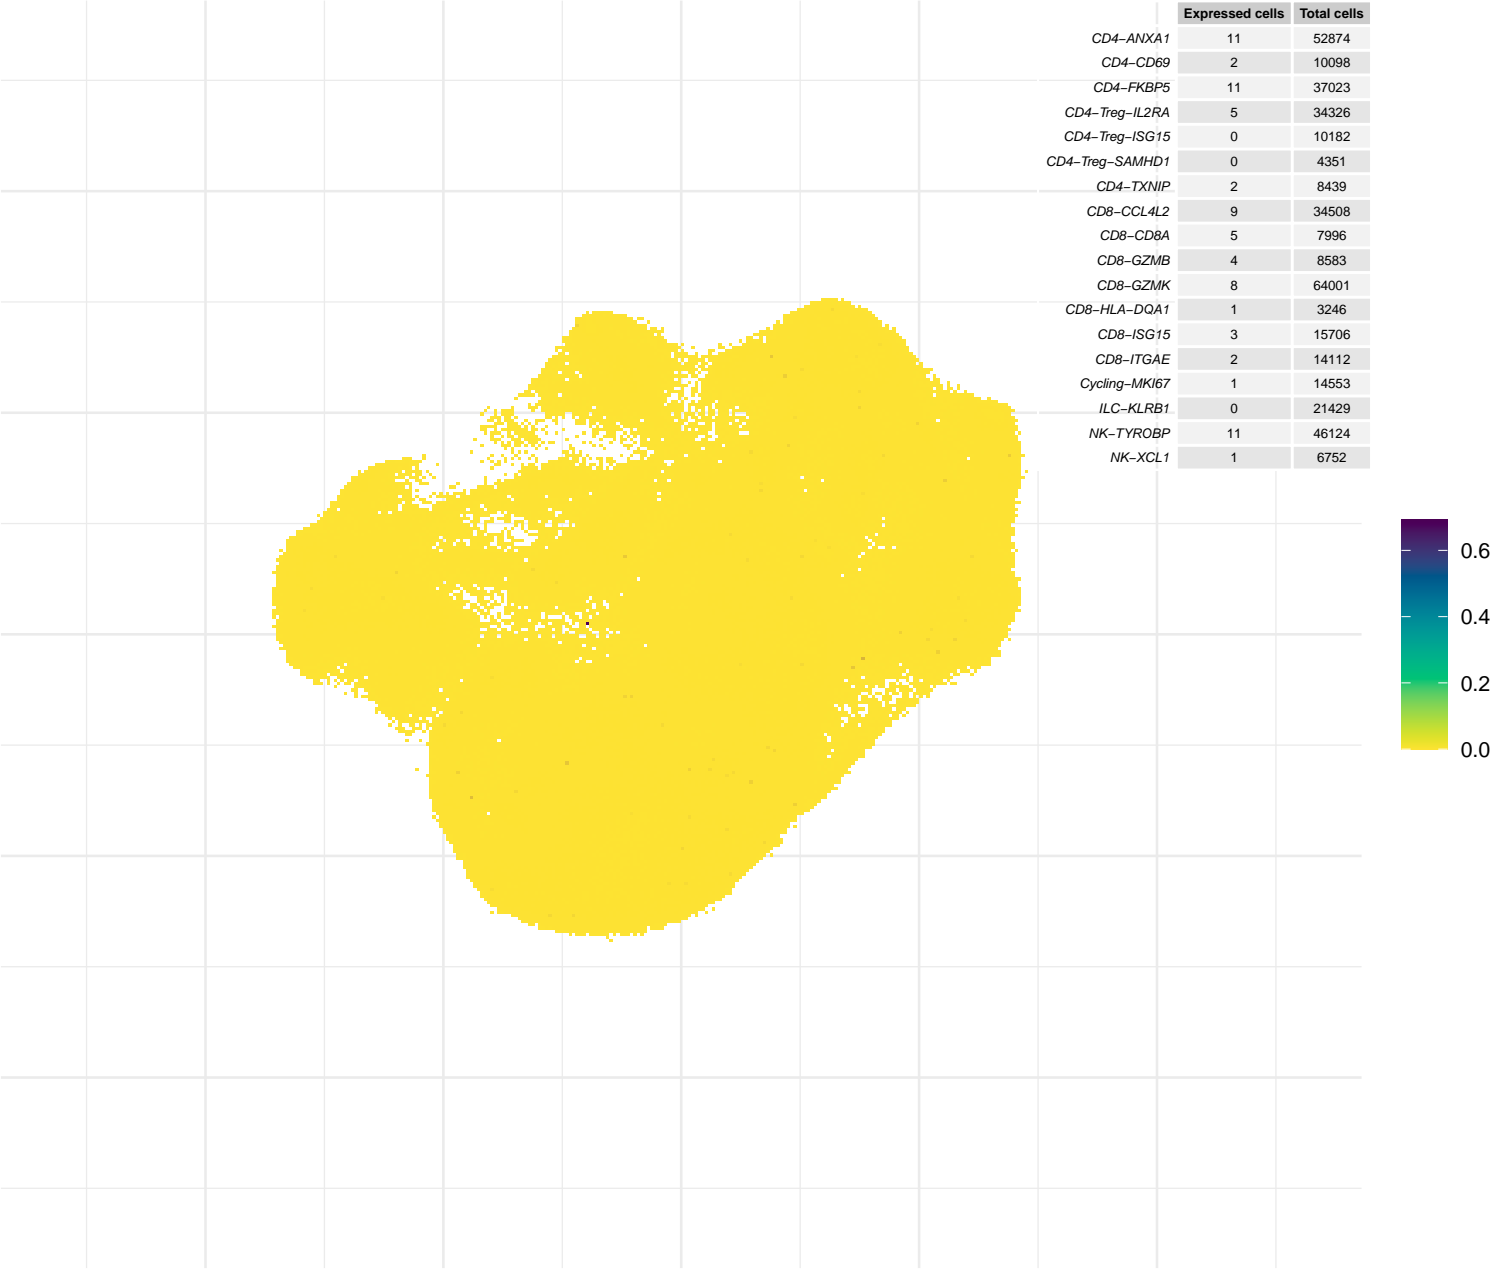 Expressed cells Total cells
CD4−ANXA1 11 52874
CD4−CD69 2 10098
CD4−FKBP5 11 37023
CD4−Treg−IL2RA 5 34326
CD4−Treg−ISG15 0 10182
CD4−Treg−SAMHD1 0 4351
CD4−TXNIP 2 8439
CD8−CCL4L2 9 34508
CD8−CD8A 5 7996
CD8−GZMB 4 8583
CD8−GZMK 8 64001
CD8−HLA−DQA1 1 3246
CD8−ISG15 3 15706
CD8−ITGAE 2 14112
Cycling−MKI67 1 14553
ILC−KLRB1 0 21429
NK−TYROBP 11 46124
NK−XCL1 1 6752
0.6
0.4
0.2
0.0